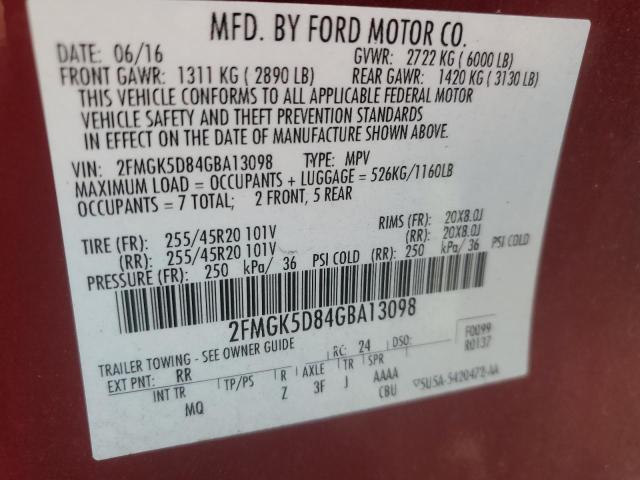 MFD. BY FORD MOTOR CO.
DATE: 06/16 GVWR: 2722 KG ( 6000 LB)
FRONT GAWR: 1311 KG ( 2890 LB) REAR GAWR: 1420 KG ( 3130 LB)
THIS VEHICLE CONFORMS TO ALL APPLICABLE FEDERAL MOTOR
VEHICLE SAFETY AND THEFT PREVENTION STANDARDS
IN EFFECT ON THE DATE OF MANUFACTURE SHOWN ABOVE.
VIN: 2FMGK5D84GBA13098 TYPE: MPV
MAXIMUM LOAD = OCCUPANTS + LUGGAGE = 526KG/1160LB
OCCUPANTS = 7 TOTAL; 2 FRONT, 5 REAR
TIRE (FR): 255/45R20 101V RIMS (FR): 20X8.0J
(RR): 255/45R20 101V (RR): 20X8.0J
PRESSURE (FR): 250 kPa/ 36 PSI COLD (RR): 250 kPa/ 36 PSI COLD
2FMGK5D84GBA13098
F0099
R0137
TRAILER TOWING - SEE OWNER GUIDE RC: 24 DSO:
EXT PNT: RR INT TR TP/PS R AXLE TR SPR
MQ Z 3F J AAAA
CBU 5U5A-5420472-AA